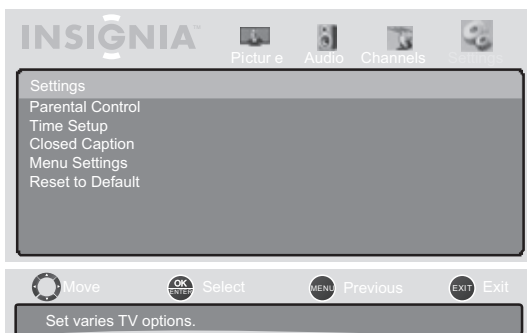 INSIGNIA™
Pictur e Audio Channels Settings
Settings
Parental Control
Time Setup
Closed Caption
Menu Settings
Reset to Default
Move OK ENTER Select MENU Previous EXIT Exit
Set varies TV options.